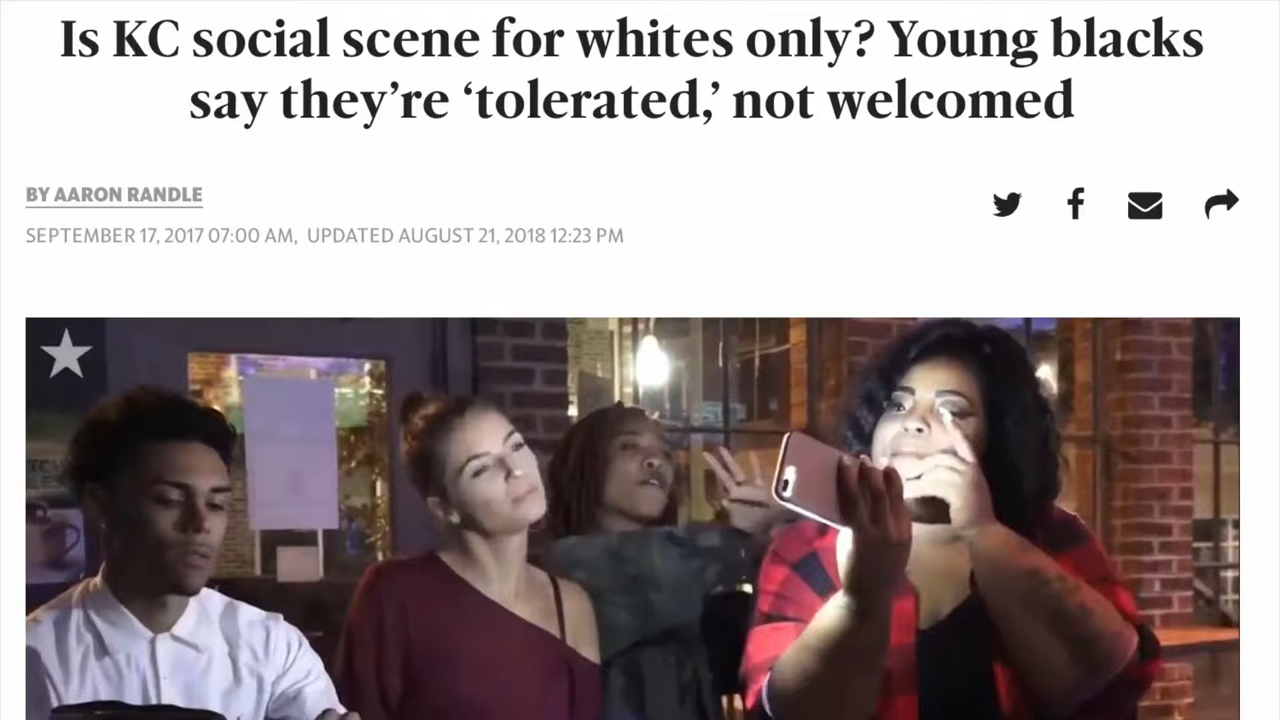 Is KC social scene for whites only? Young blacks
say they’re ‘tolerated,’ not welcomed
BY AARON RANDLE
SEPTEMBER 17, 2017 07:00 AM, UPDATED AUGUST 21, 2018 12:23 PM